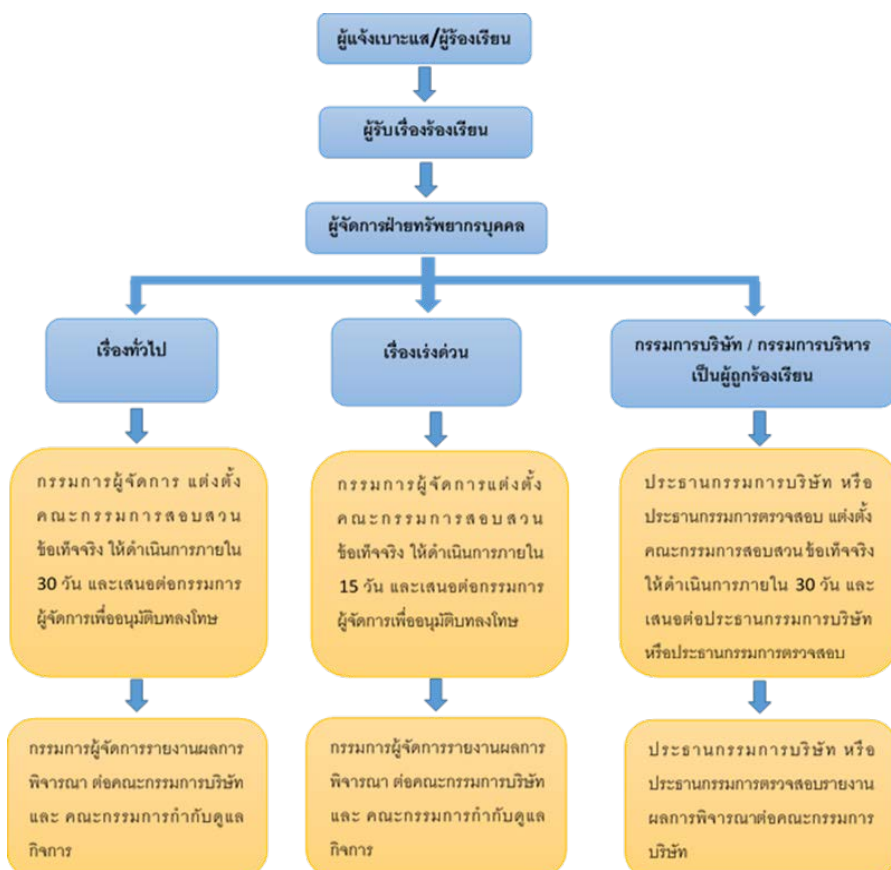 ผู้แจ้งเบาะแส/ผู้ร้องเรียน
ผู้รับเรื่องร้องเรียน
ผู้จัดการฝ่ายทรัพยากรบุคคล
เรื่องทั่วไป
เรื่องเร่งด่วน
กรรมการบริษัท / กรรมการบริหาร
เป็นผู้ถูกร้องเรียน
กรรมการผู้จัดการ แต่งตั้ง
คณะกรรมการสอบสวน
ข้อเท็จจริง ให้ดำเนินการภายใน
30 วัน และเสนอต่อกรรมการ
ผู้จัดการเพื่ออนุมัติบทลงโทษ
กรรมการผู้จัดการแต่งตั้ง
คณะกรรมการสอบสวน
ข้อเท็จจริง ให้ดำเนินการภายใน
15 วัน และเสนอต่อกรรมการ
ผู้จัดการเพื่ออนุมัติบทลงโทษ
ประธานกรรมการบริษัท หรือ
ประธานกรรมการตรวจสอบ แต่งตั้ง
คณะกรรมการสอบสวน ข้อเท็จจริง
ให้ดำเนินการภายใน 30 วัน และ
เสนอต่อประธานกรรมการบริษัท
หรือประธานกรรมการตรวจสอบ
กรรมการผู้จัดการรายงานผลการ
พิจารณา ต่อคณะกรรมการบริษัท
และ คณะกรรมการกำกับดูแล
กิจการ
กรรมการผู้จัดการรายงานผลการ
พิจารณา ต่อคณะกรรมการบริษัท
และ คณะกรรมการกำกับดูแล
กิจการ
ประธานกรรมการบริษัท หรือ
ประธานกรรมการตรวจสอบรายงาน
ผลการพิจารณาต่อคณะกรรมการ
บริษัท